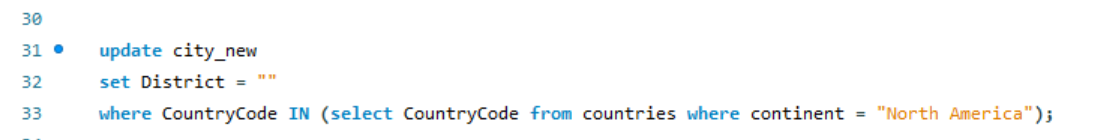 30
31 update city_new
32 set District = ""
33 where CountryCode IN (select CountryCode from countries where continent = "North America");